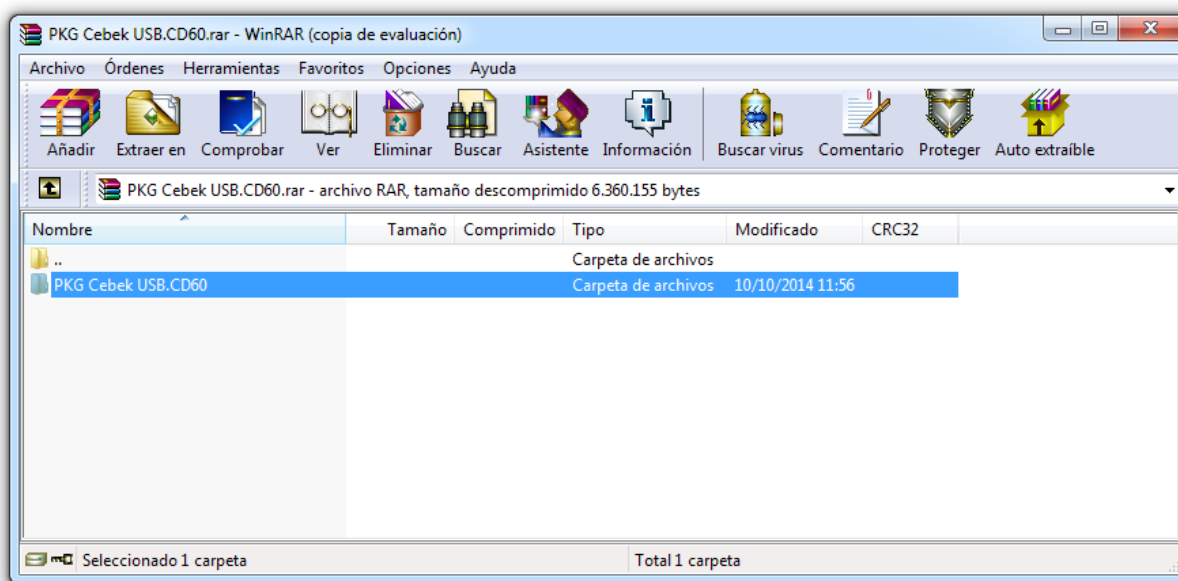 PKG Cebek USB.CD60.rar - WinRAR (copia de evaluación)
Archivo Órdenes Herramientas Favoritos Opciones Ayuda
Añadir Extraer en Comprobar Ver Eliminar Buscar Asistente Información Buscar virus Comentario Proteger Auto extraíble
PKG Cebek USB.CD60.rar - archivo RAR, tamaño descomprimido 6.360.155 bytes
Nombre Tamaño Comprimido Tipo Modificado CRC32
.. Carpeta de archivos
PKG Cebek USB.CD60 Carpeta de archivos 10/10/2014 11:56
Seleccionado 1 carpeta Total 1 carpeta